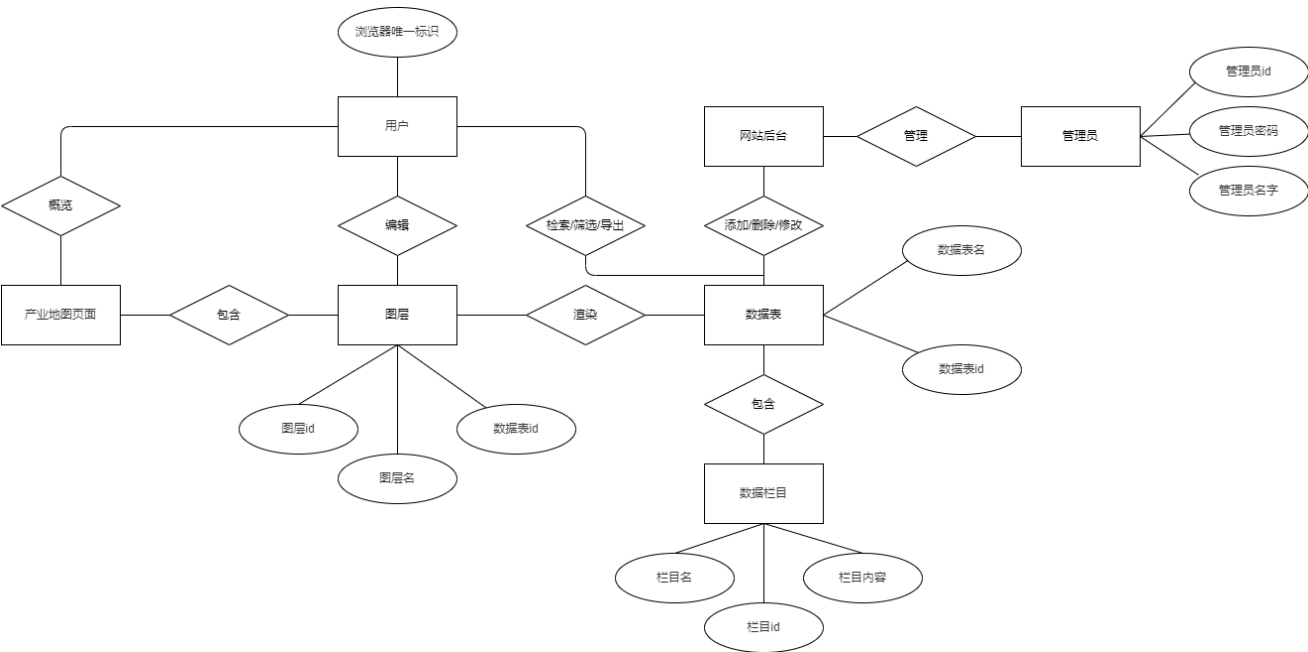 浏览器唯一标识
用户
网站后台
管理
管理员
管理员id
管理员密码
管理员名字
概览
编辑
检索/筛选/导出
添加/删除/修改
数据表名
产业地图页面
包含
图层
渲染
数据表
数据表id
图层id
图层名
数据表id
包含
数据栏目
栏目名
栏目id
栏目内容